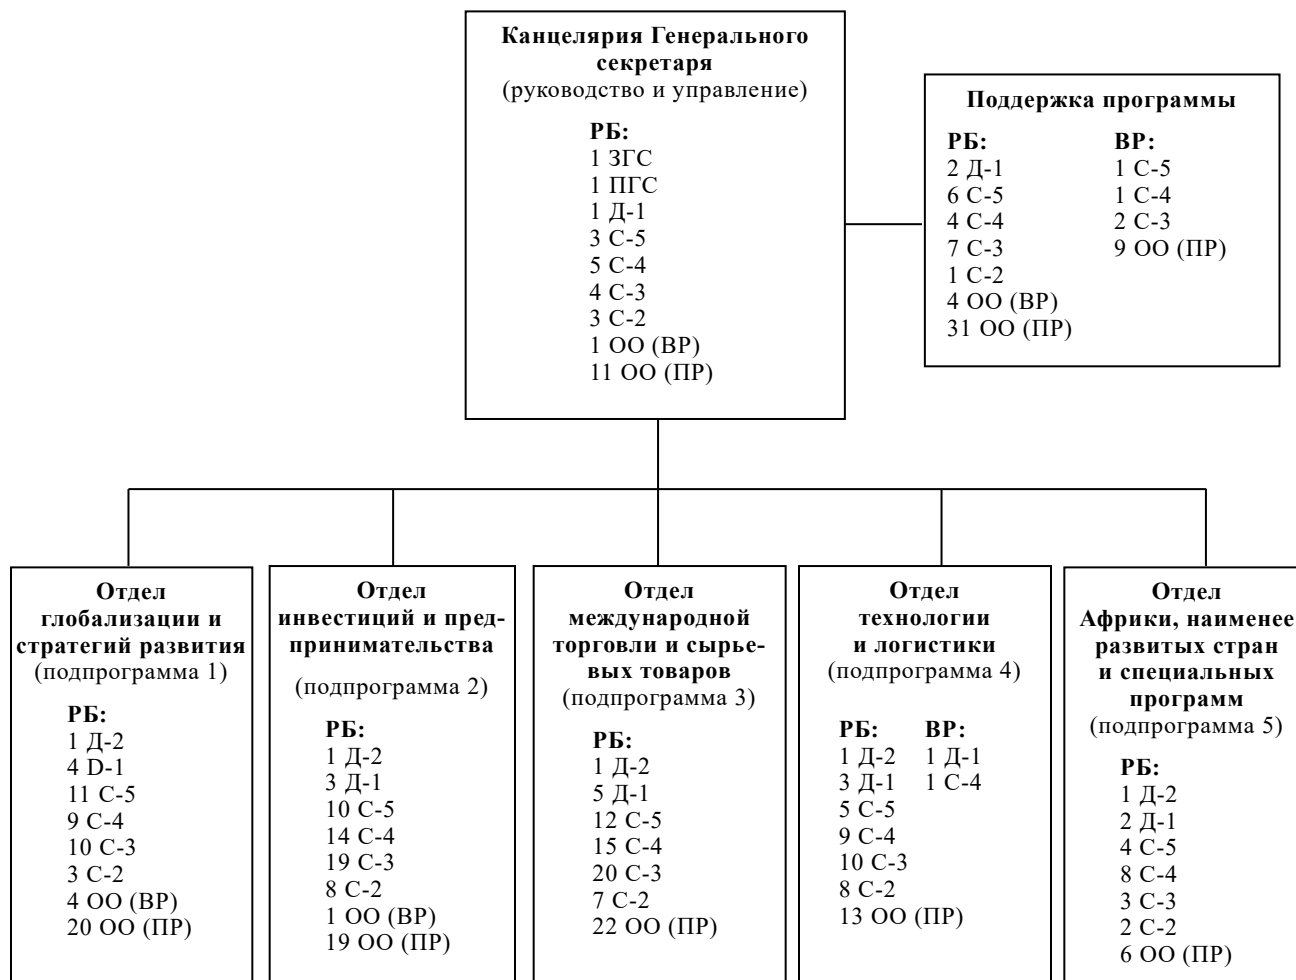 Канцелярия Генерального
секретаря
(руководство и управление)
РБ:
1 ЗГС
1 ПГС
1 Д-1
3 С-5
5 С-4
4 С-3
3 С-2
1 ОО (ВР)
11 ОО (ПР)
Поддержка программы
РБ:
2 Д-1
6 С-5
4 С-4
7 С-3
1 С-2
4 ОО (ВР)
31 ОО (ПР)
ВР:
1 С-5
1 С-4
2 С-3
9 ОО (ПР)
Отдел
глобализации и
стратегий развития
(подпрограмма 1)
РБ:
1 Д-2
4 D-1
11 С-5
9 С-4
10 С-3
3 С-2
4 ОО (ВР)
20 ОО (ПР)
Отдел
инвестиций и пред-
принимательства
(подпрограмма 2)
РБ:
1 Д-2
3 Д-1
10 С-5
14 С-4
19 С-3
8 С-2
1 ОО (ВР)
19 ОО (ПР)
Отдел
международной
торговли и сырье-
вых товаров
(подпрограмма 3)
РБ:
1 Д-2
5 Д-1
12 С-5
15 С-4
20 С-3
7 С-2
22 ОО (ПР)
Отдел
технологии
и логистики
(подпрограмма 4)
РБ:
1 Д-2
3 Д-1
5 С-5
9 С-4
10 С-3
8 С-2
13 ОО (ПР)
ВР:
1 Д-1
1 С-4
Отдел
Африки, наименее
развитых стран
и специальных
программ
(подпрограмма 5)
РБ:
1 Д-2
2 Д-1
4 С-5
8 С-4
3 С-3
2 С-2
6 ОО (ПР)